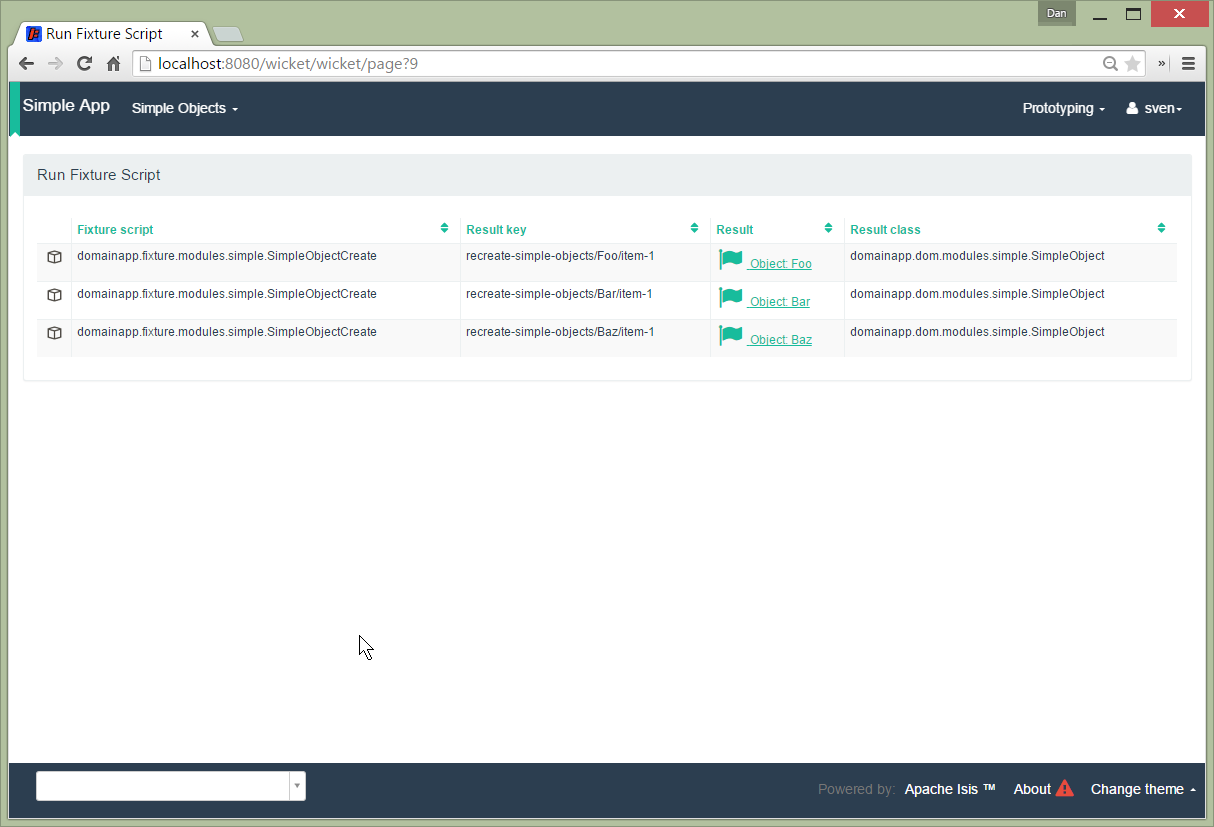 Dan
Run Fixture Script
localhost:8080/wicket/wicket/page?9
Simple App Simple Objects Prototyping sven
Run Fixture Script
Fixture script Result key Result Result class
domainapp.fixture.modules.simple.SimpleObjectCreate recreate-simple-objects/Foo/item-1 Object: Foo domainapp.dom.modules.simple.SimpleObject
domainapp.fixture.modules.simple.SimpleObjectCreate recreate-simple-objects/Bar/item-1 Object: Bar domainapp.dom.modules.simple.SimpleObject
domainapp.fixture.modules.simple.SimpleObjectCreate recreate-simple-objects/Baz/item-1 Object: Baz domainapp.dom.modules.simple.SimpleObject
Powered by: Apache Isis ™ About Change theme